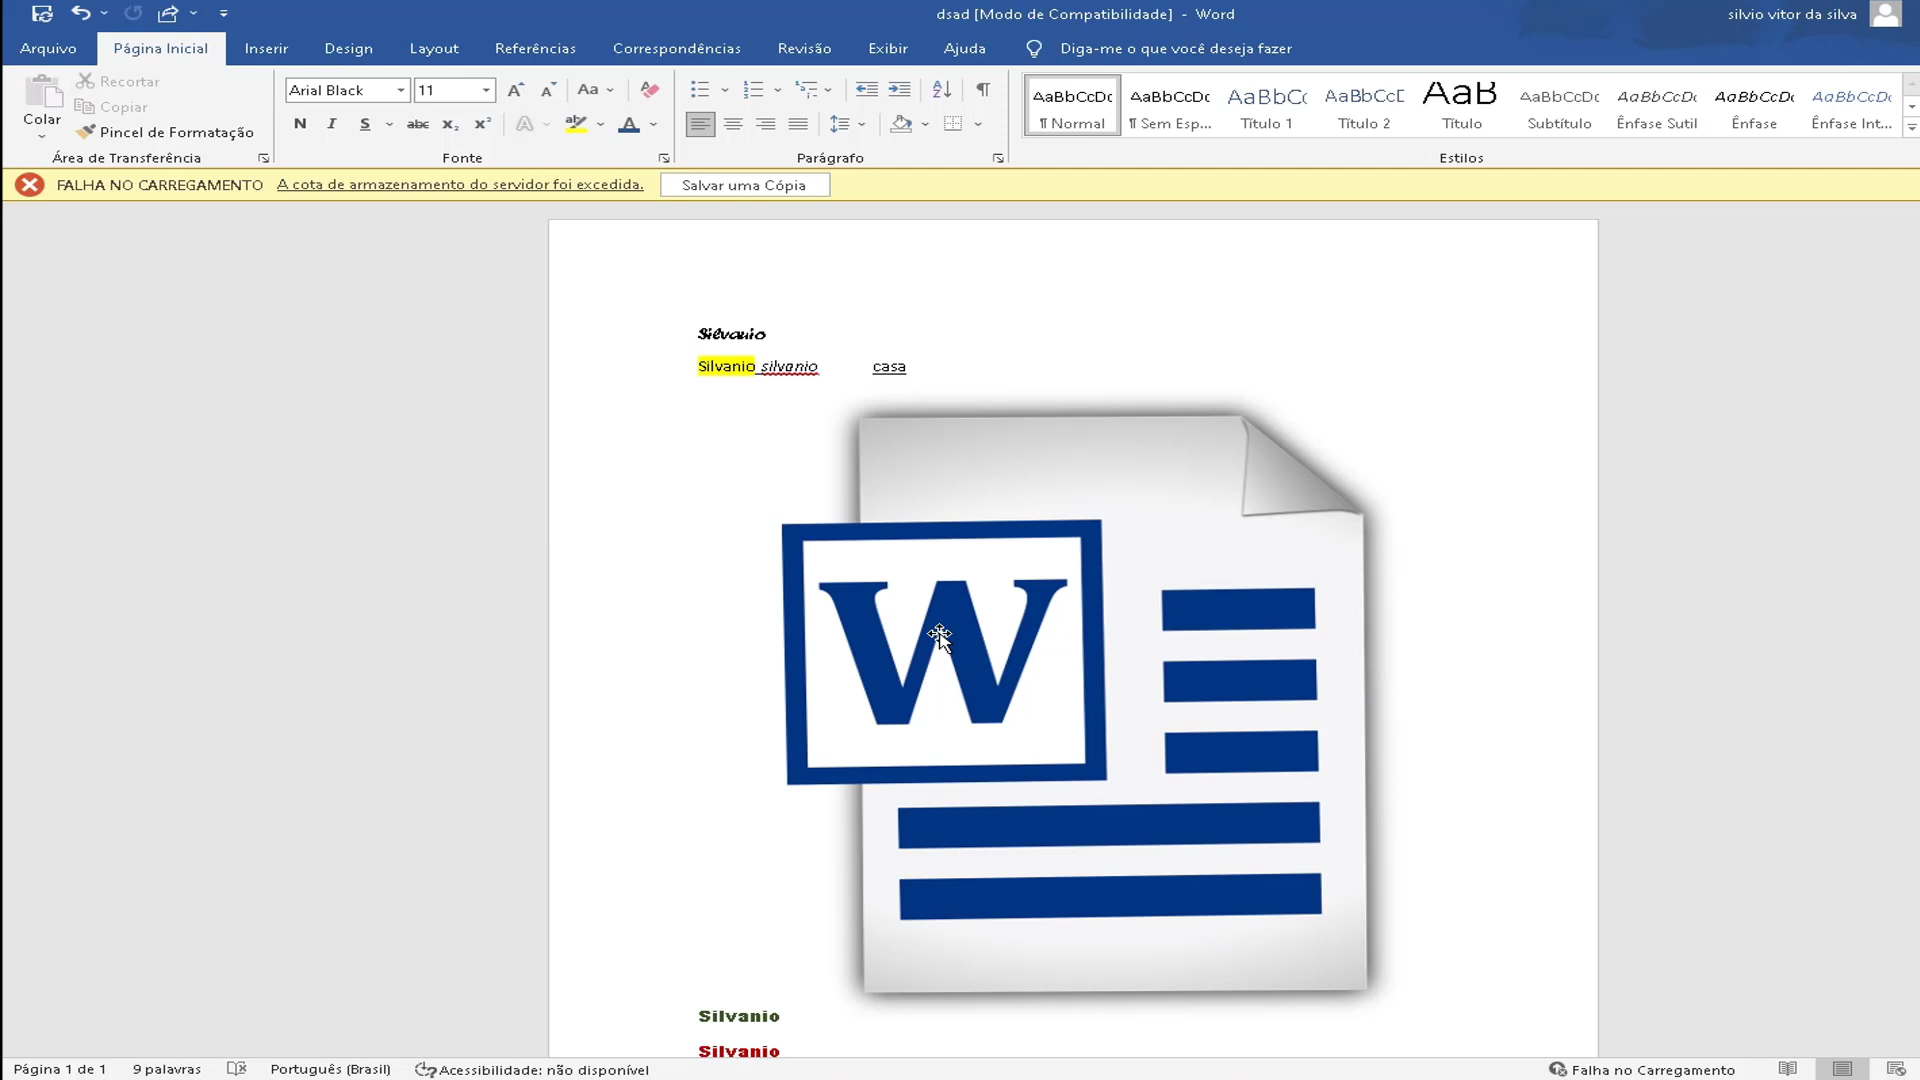 dsad [Modo de Compatibilidade] - Word
silvio vitor da silva
Arquivo Página Inicial Inserir Design Layout Referências Correspondências Revisão Exibir Ajuda Diga-me o que você deseja fazer
Colar
Recortar
Copiar
Pincel de Formatação
Área de Transferência
Arial Black 11 Aa
N I S abc x₂ x² A A
Fonte
Parágrafo
AaBbCcDc AaBbCcDc AaBbCc AaBbCcD AaB AaBbCcDc AaBbCcDc AaBbCcDc AaBbCcDc
¶ Normal ¶ Sem Esp... Título 1 Título 2 Título Subtítulo Ênfase Sutil Ênfase Ênfase Int...
Estilos
FALHA NO CARREGAMENTO A cota de armazenamento do servidor foi excedida. Salvar uma Cópia
Silvanio
Silvanio silvanio casa
W
Silvanio
Silvanio
Página 1 de 1 9 palavras Português (Brasil) Acessibilidade: não disponível Falha no Carregamento